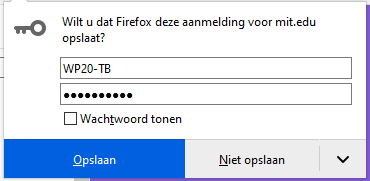 Wilt u dat Firefox deze aanmelding voor mit.edu
opslaat?
WP20-TB
●●●●●●●●●●
Wachtwoord tonen
Opslaan Niet opslaan